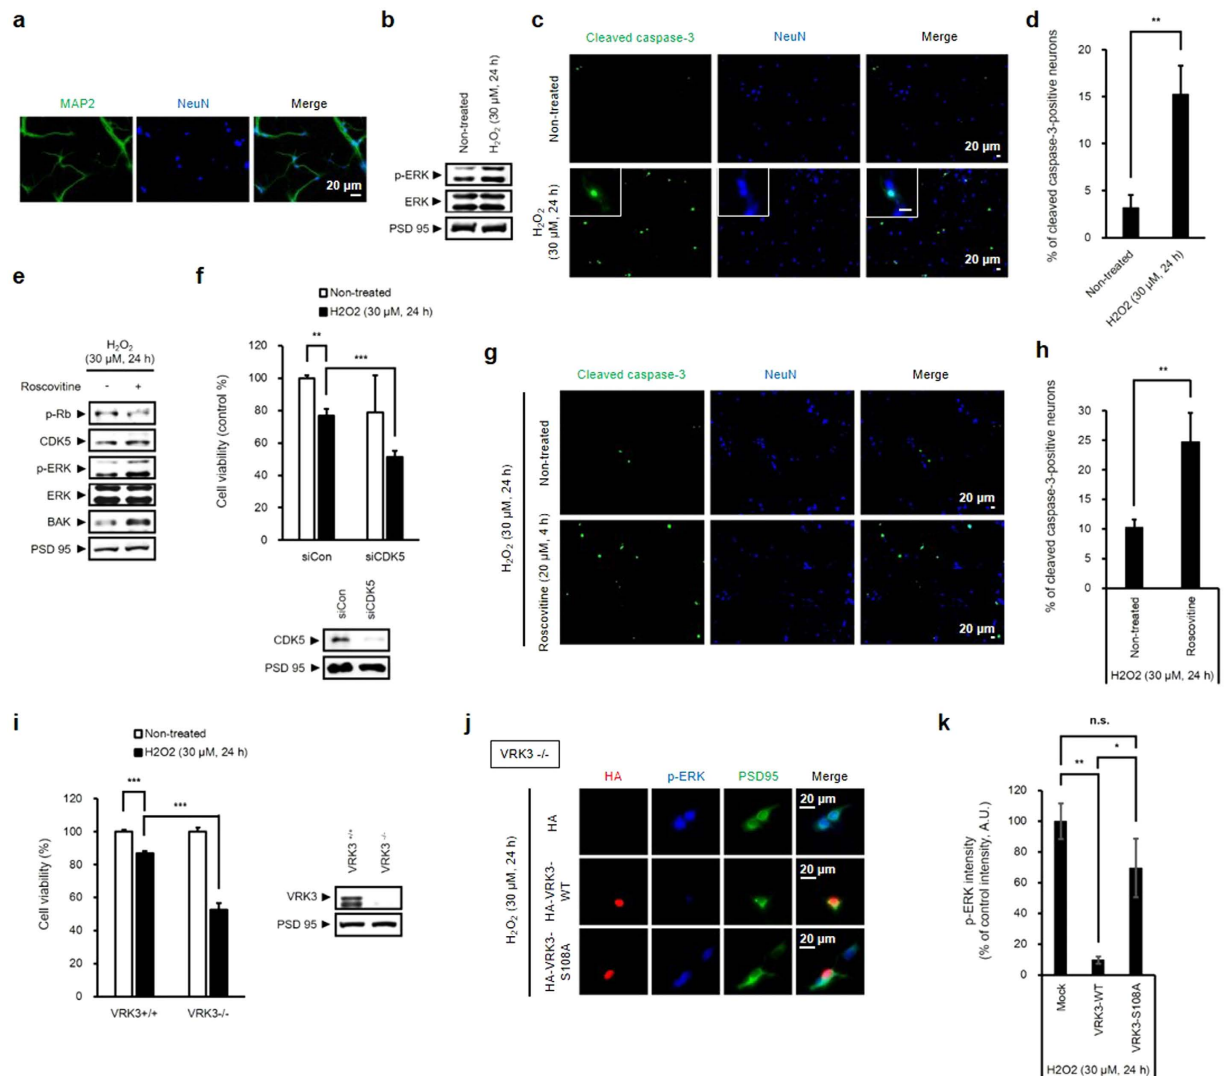 a
MAP2
NeuN
Merge
20 µm
b
Non-treated
H2O2 (30 µM, 24 h)
p-ERK
ERK
PSD 95
c
Cleaved caspase-3
NeuN
Merge
Non-treated
20 µm
H2O2
(30 µM, 24 h)
20 µm
d
**
% of cleaved caspase-3-positive neurons
20
15
10
5
0
Non-treated
H2O2 (30 µM, 24 h)
e
H2O2
(30 µM, 24 h)
Roscovitine - +
p-Rb
CDK5
p-ERK
ERK
BAK
PSD 95
f
Non-treated
H2O2 (30 µM, 24 h)
**
***
Cell viability (control %)
120
100
80
60
40
20
0
siCon
siCDK5
siCon
siCDK5
CDK5
PSD 95
g
Cleaved caspase-3
NeuN
Merge
H2O2 (30 µM, 24 h)
Non-treated
20 µm
Roscovitine (20 µM, 4 h)
20 µm
h
**
% of cleaved caspase-3-positive neurons
30
25
20
15
10
5
0
Non-treated
Roscovitine
H2O2 (30 µM, 24 h)
i
Non-treated
H2O2 (30 µM, 24 h)
***
***
Cell viability (%)
120
100
80
60
40
20
0
VRK3+/+
VRK3-/-
VRK3 +/+
VRK3 -/-
VRK3
PSD 95
j
VRK3 -/-
HA
p-ERK
PSD95
Merge
H2O2 (30 µM, 24 h)
HA
20 µm
HA-VRK3-
WT
20 µm
HA-VRK3-
S108A
20 µm
k
n.s.
**
*
p-ERK intensity
(% of control intensity, A.U.)
120
100
80
60
40
20
0
Mock
VRK3-WT
VRK3-S108A
H2O2 (30 µM, 24 h)